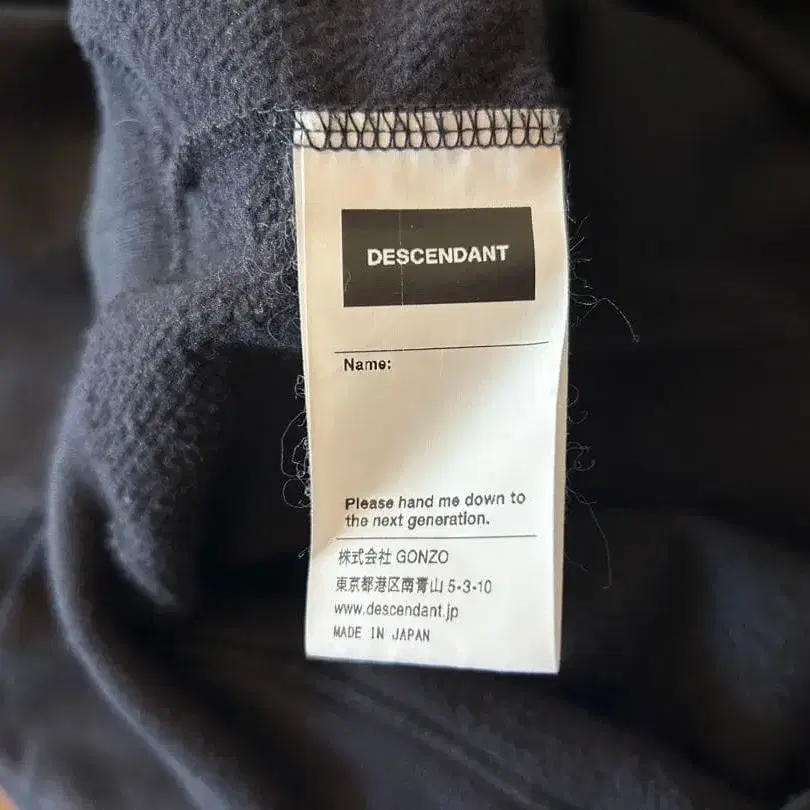 DESCENDANT
Name:
Please hand me down to
the next generation.
株式会社 GONZO
東京都港区南青山 5-3-10
www.descendant.jp
MADE IN JAPAN